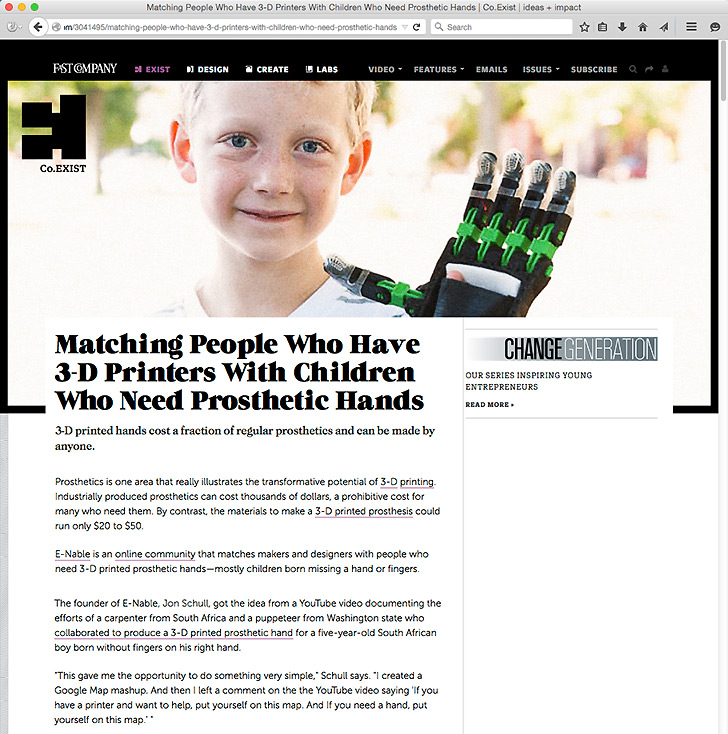 Matching People Who Have 3-D Printers With Children Who Need Prosthetic Hands | Co.Exist | ideas + impact
m/3041495/matching-people-who-have-3-d-printers-with-children-who-need-prosthetic-hands
Search
FAST COMPANY
EXIST
DESIGN
CREATE
LABS
VIDEO
FEATURES
EMAILS
ISSUES
SUBSCRIBE
Co.EXIST
Matching People Who Have
3-D Printers With Children
Who Need Prosthetic Hands
3-D printed hands cost a fraction of regular prosthetics and can be made by
anyone.
Prosthetics is one area that really illustrates the transformative potential of 3-D printing.
Industrially produced prosthetics can cost thousands of dollars, a prohibitive cost for
many who need them. By contrast, the materials to make a 3-D printed prosthesis could
run only $20 to $50.
E-Nable is an online community that matches makers and designers with people who
need 3-D printed prosthetic hands—mostly children born missing a hand or fingers.
The founder of E-Nable, Jon Schull, got the idea from a YouTube video documenting the
efforts of a carpenter from South Africa and a puppeteer from Washington state who
collaborated to produce a 3-D printed prosthetic hand for a five-year-old South African
boy born without fingers on his right hand.
"This gave me the opportunity to do something very simple," Schull says. "I created a
Google Map mashup. And then I left a comment on the the YouTube video saying 'If you
have a printer and want to help, put yourself on this map. And If you need a hand, put
yourself on this map.' "
CHANGEGENERATION
OUR SERIES INSPIRING YOUNG
ENTREPRENEURS
READ MORE ▸